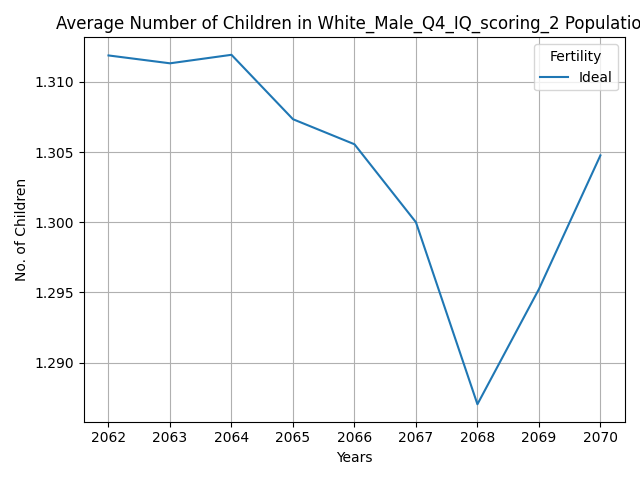 Average Number of Children in White_Male_Q4_IQ_scoring_2 Populatio
Fertility
Ideal
1.310
1.305
1.300
1.295
1.290
No. of Children
2062 2063 2064 2065 2066 2067 2068 2069 2070
Years